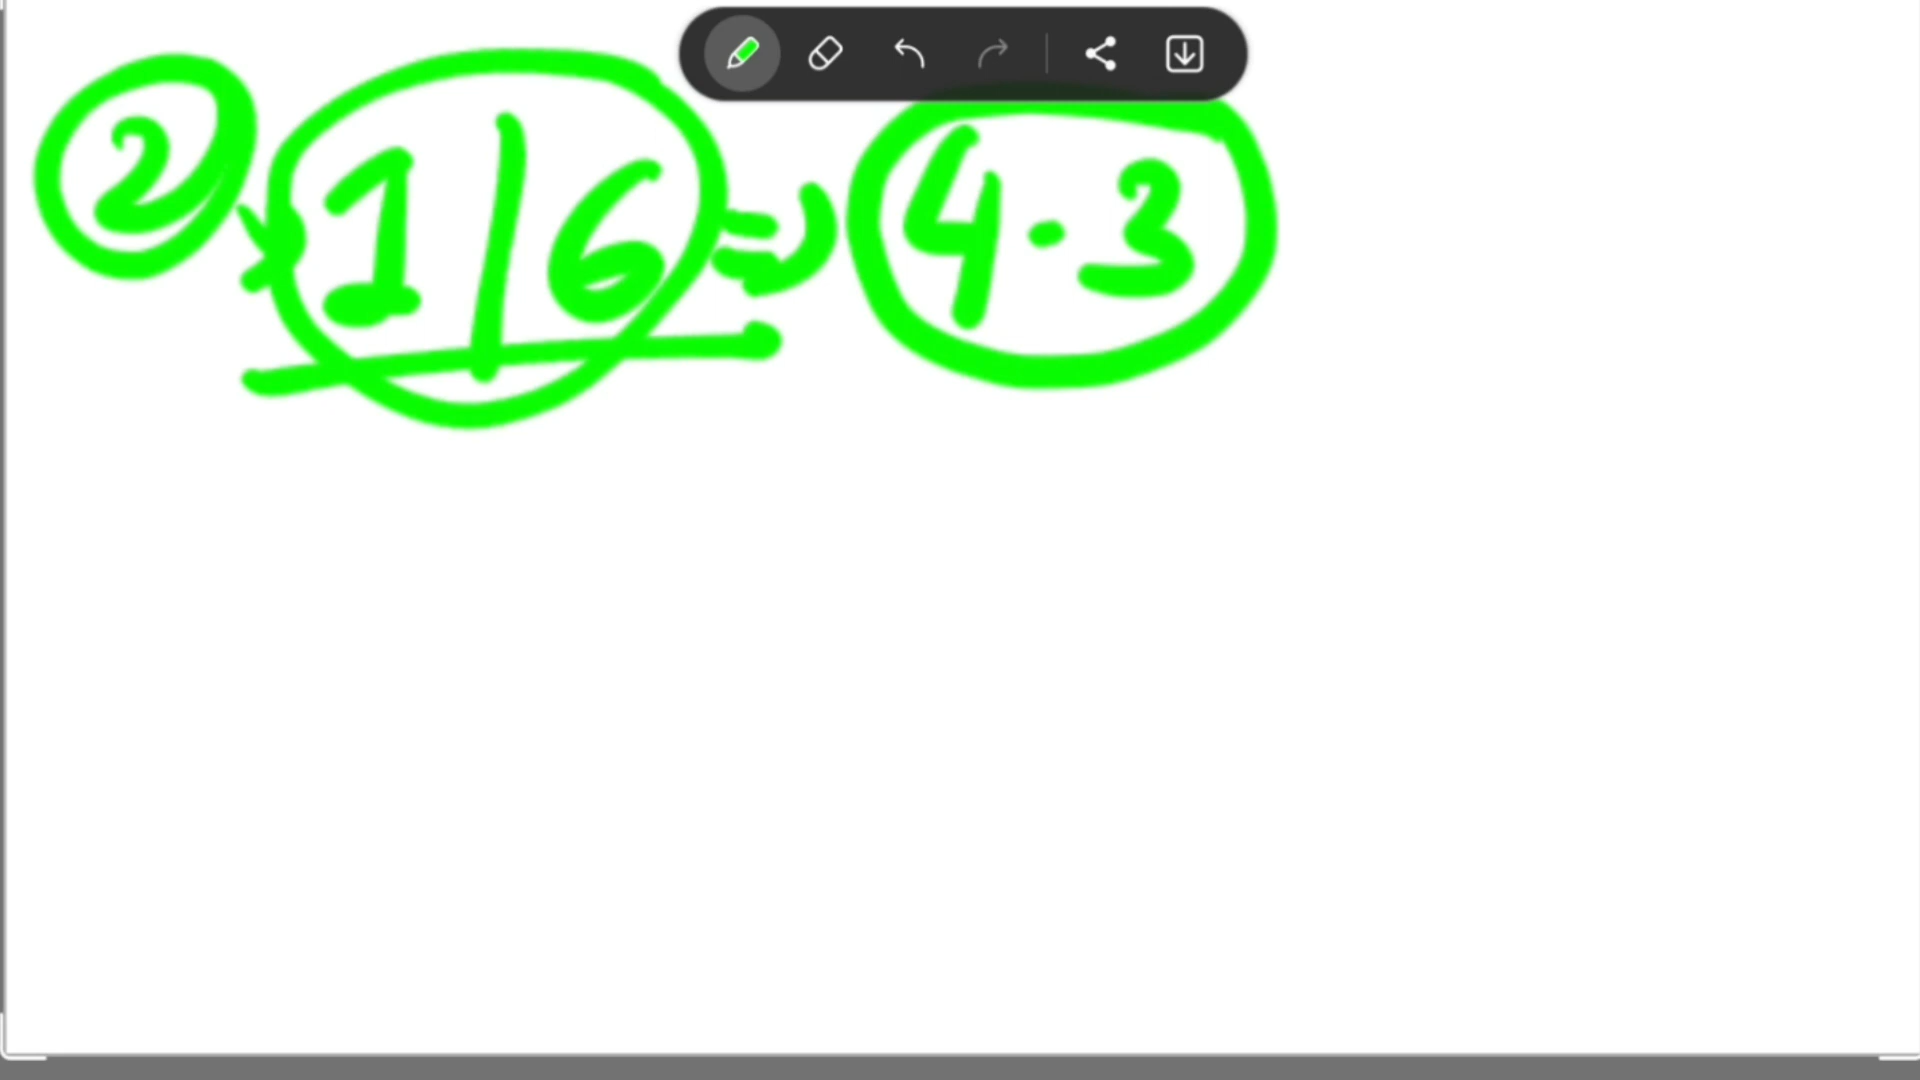 ② x 1 | 6 => 4.3